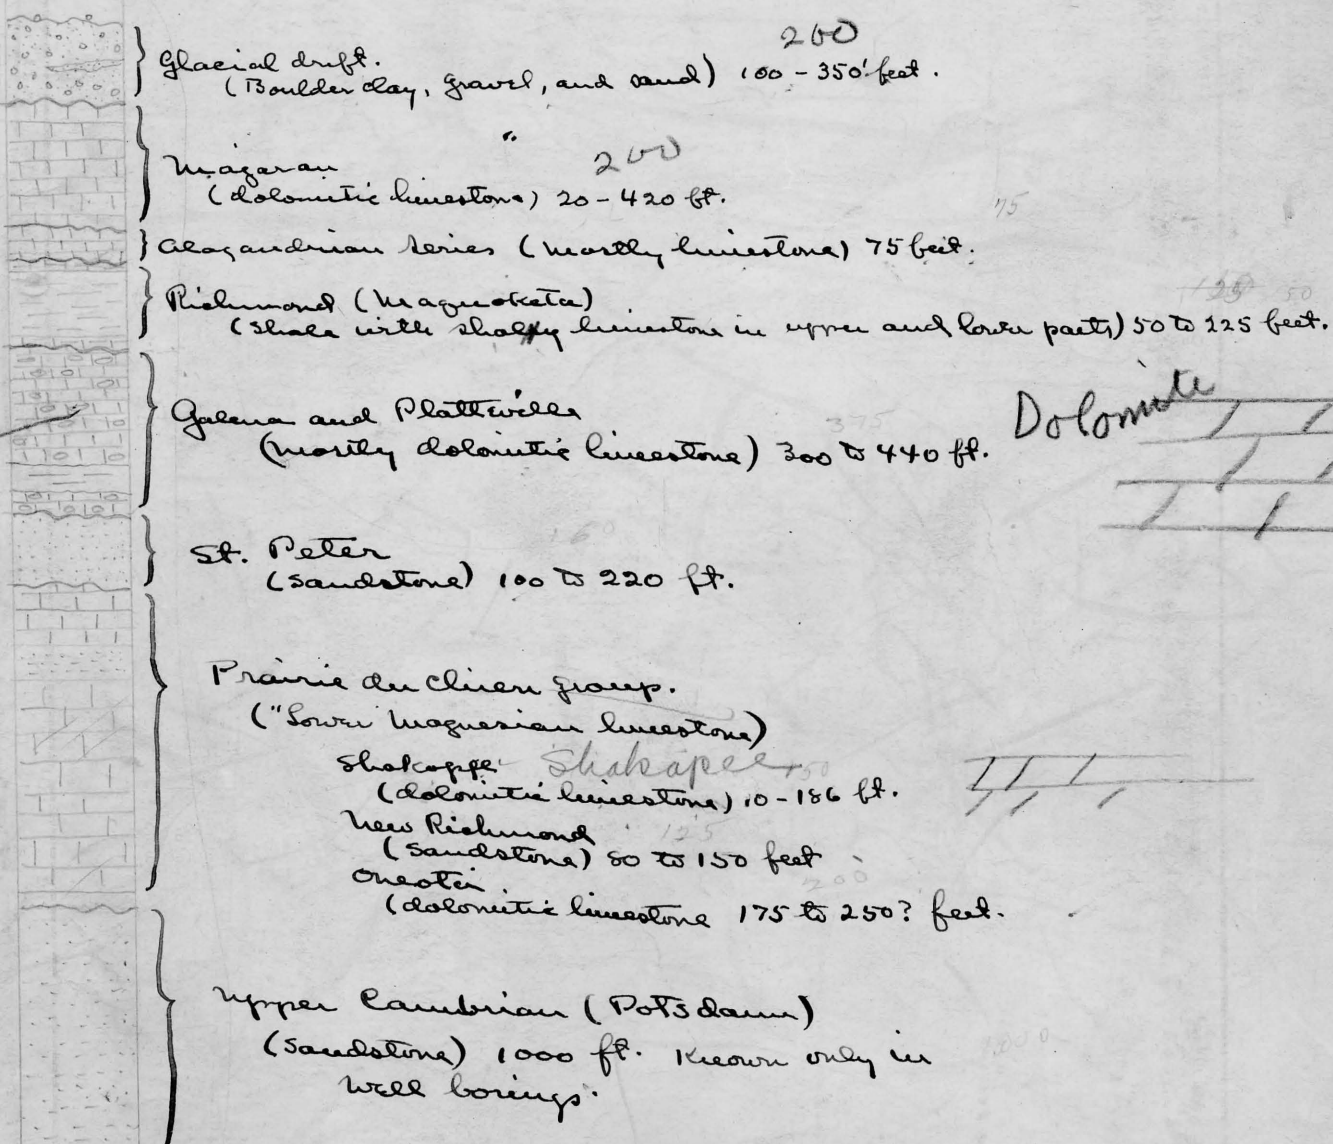 200
Glacial drift.
(Boulder clay, gravel, and sand) 100 - 350' feet.
Niagaran 200
(dolomitic limestone) 20 - 420 ft.
75
Alexandrian series (mostly limestone) 75 feet.
Richmond (Maquoketa) 125 50
(Shale with shaly limestone in upper and lower parts) 50 to 225 feet.
Dolomite
Galena and Platteville 375
(mostly dolomitic limestone) 300 to 440 ft.
160
St. Peter
(sandstone) 100 to 220 ft.
Prairie du Chien group.
("Lower Magnesian limestone)
Shakopee Shakapee 150
(dolomitic limestone) 10 - 186 ft.
New Richmond 125
(sandstone) 80 to 150 feet
Oneota 200
(dolomitic limestone 175 to 250? feet.
Upper Cambrian (Potsdam)
(sandstone) 1000 ft. Known only in
well borings.